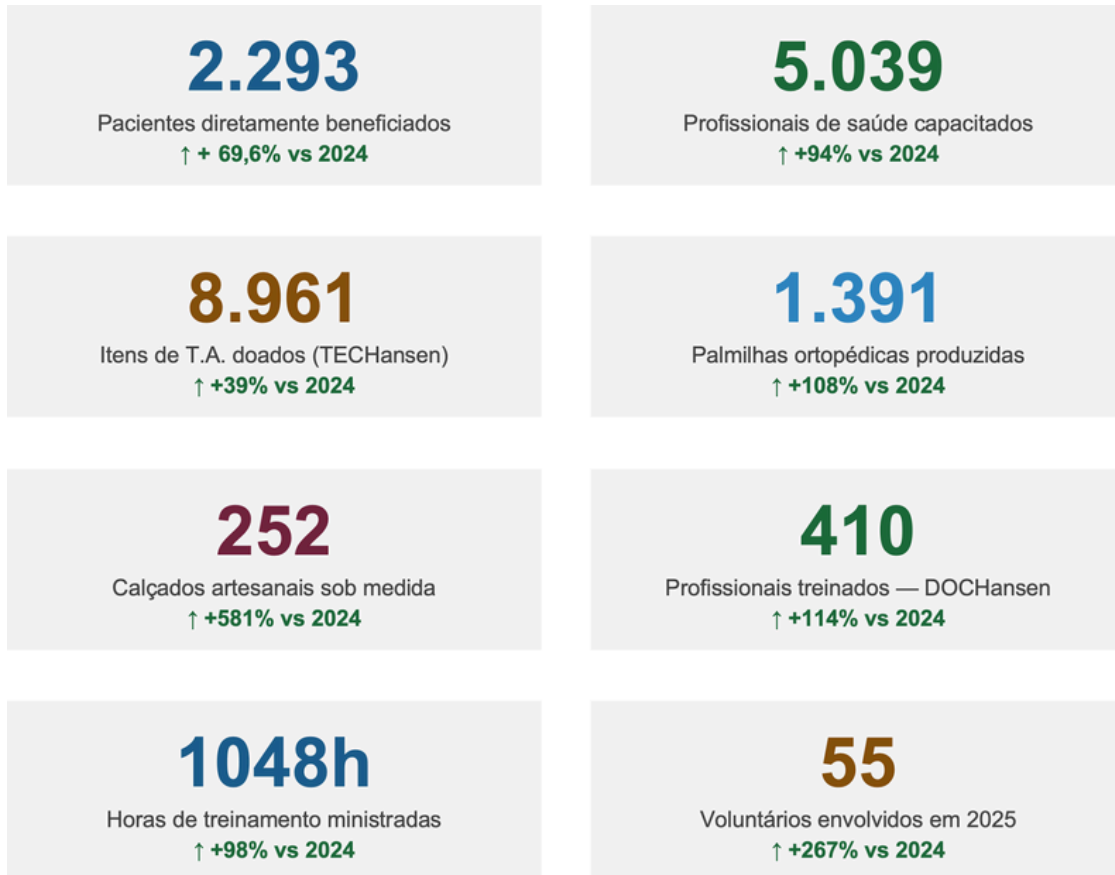 2.293
Pacientes diretamente beneficiados
↑ + 69,6% vs 2024
5.039
Profissionais de saúde capacitados
↑ +94% vs 2024
8.961
Itens de T.A. doados (TECHansen)
↑ +39% vs 2024
1.391
Palmilhas ortopédicas produzidas
↑ +108% vs 2024
252
Calçados artesanais sob medida
↑ +581% vs 2024
410
Profissionais treinados — DOCHansen
↑ +114% vs 2024
1048h
Horas de treinamento ministradas
↑ +98% vs 2024
55
Voluntários envolvidos em 2025
↑ +267% vs 2024